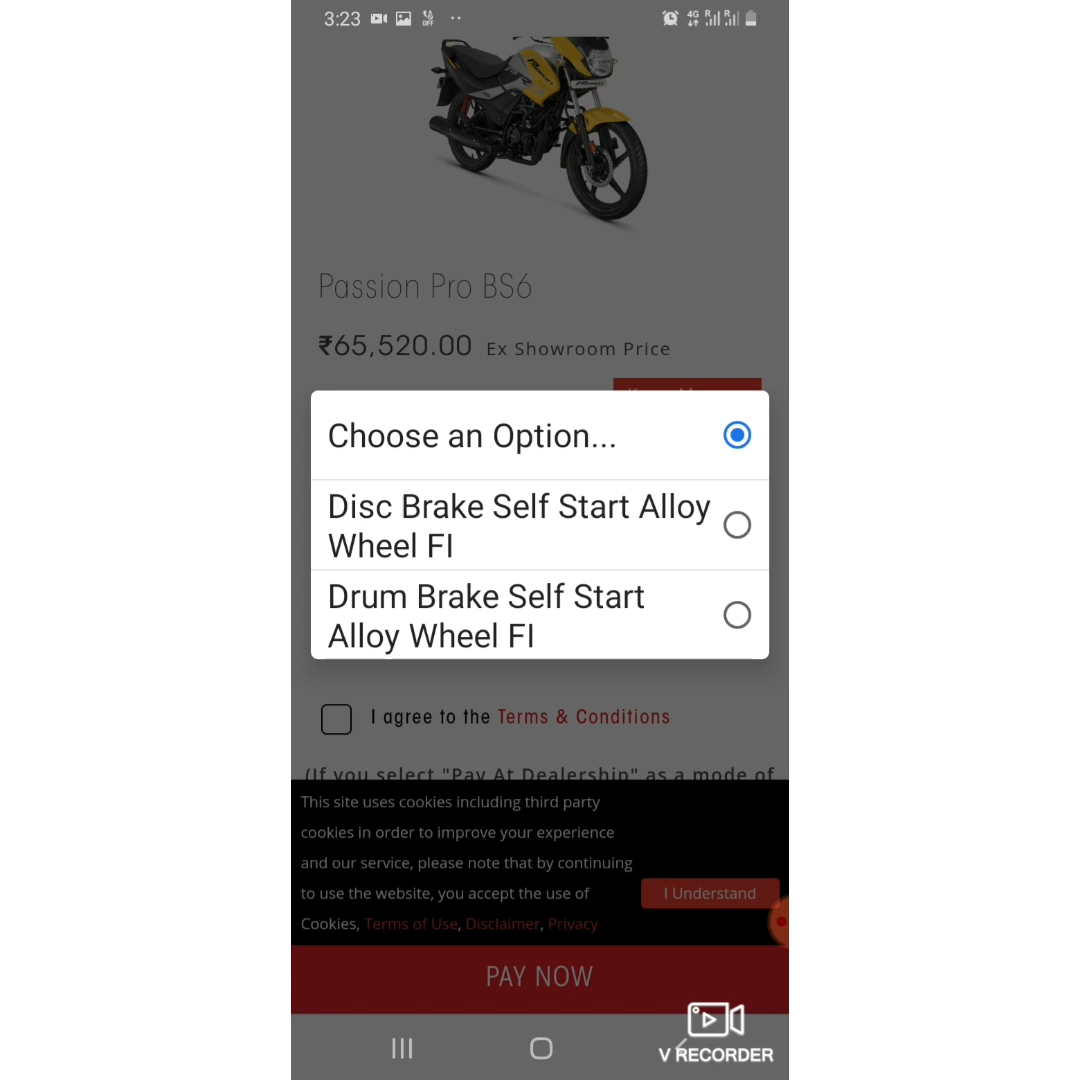 3:23
4G R R
OFF
Passion Pro BS6
₹65,520.00 Ex Showroom Price
Choose an Option...
Disc Brake Self Start Alloy
Wheel FI
Drum Brake Self Start
Alloy Wheel FI
I agree to the Terms & Conditions
(If you select "Pay At Dealership" as a mode of
This site uses cookies including third party
cookies in order to improve your experience
and our service, please note that by continuing
to use the website, you accept the use of
I Understand
Cookies, Terms of Use, Disclaimer, Privacy
PAY NOW
V RECORDER